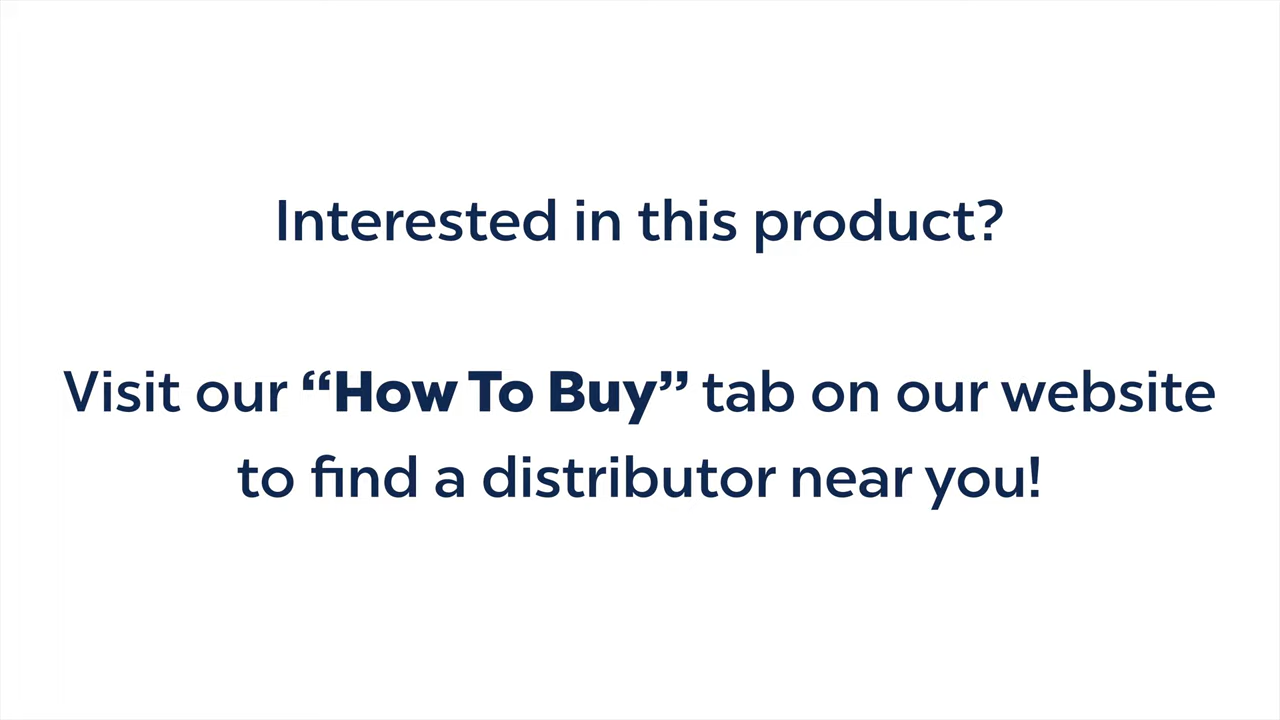 Interested in this product?
Visit our “How To Buy” tab on our website
to find a distributor near you!